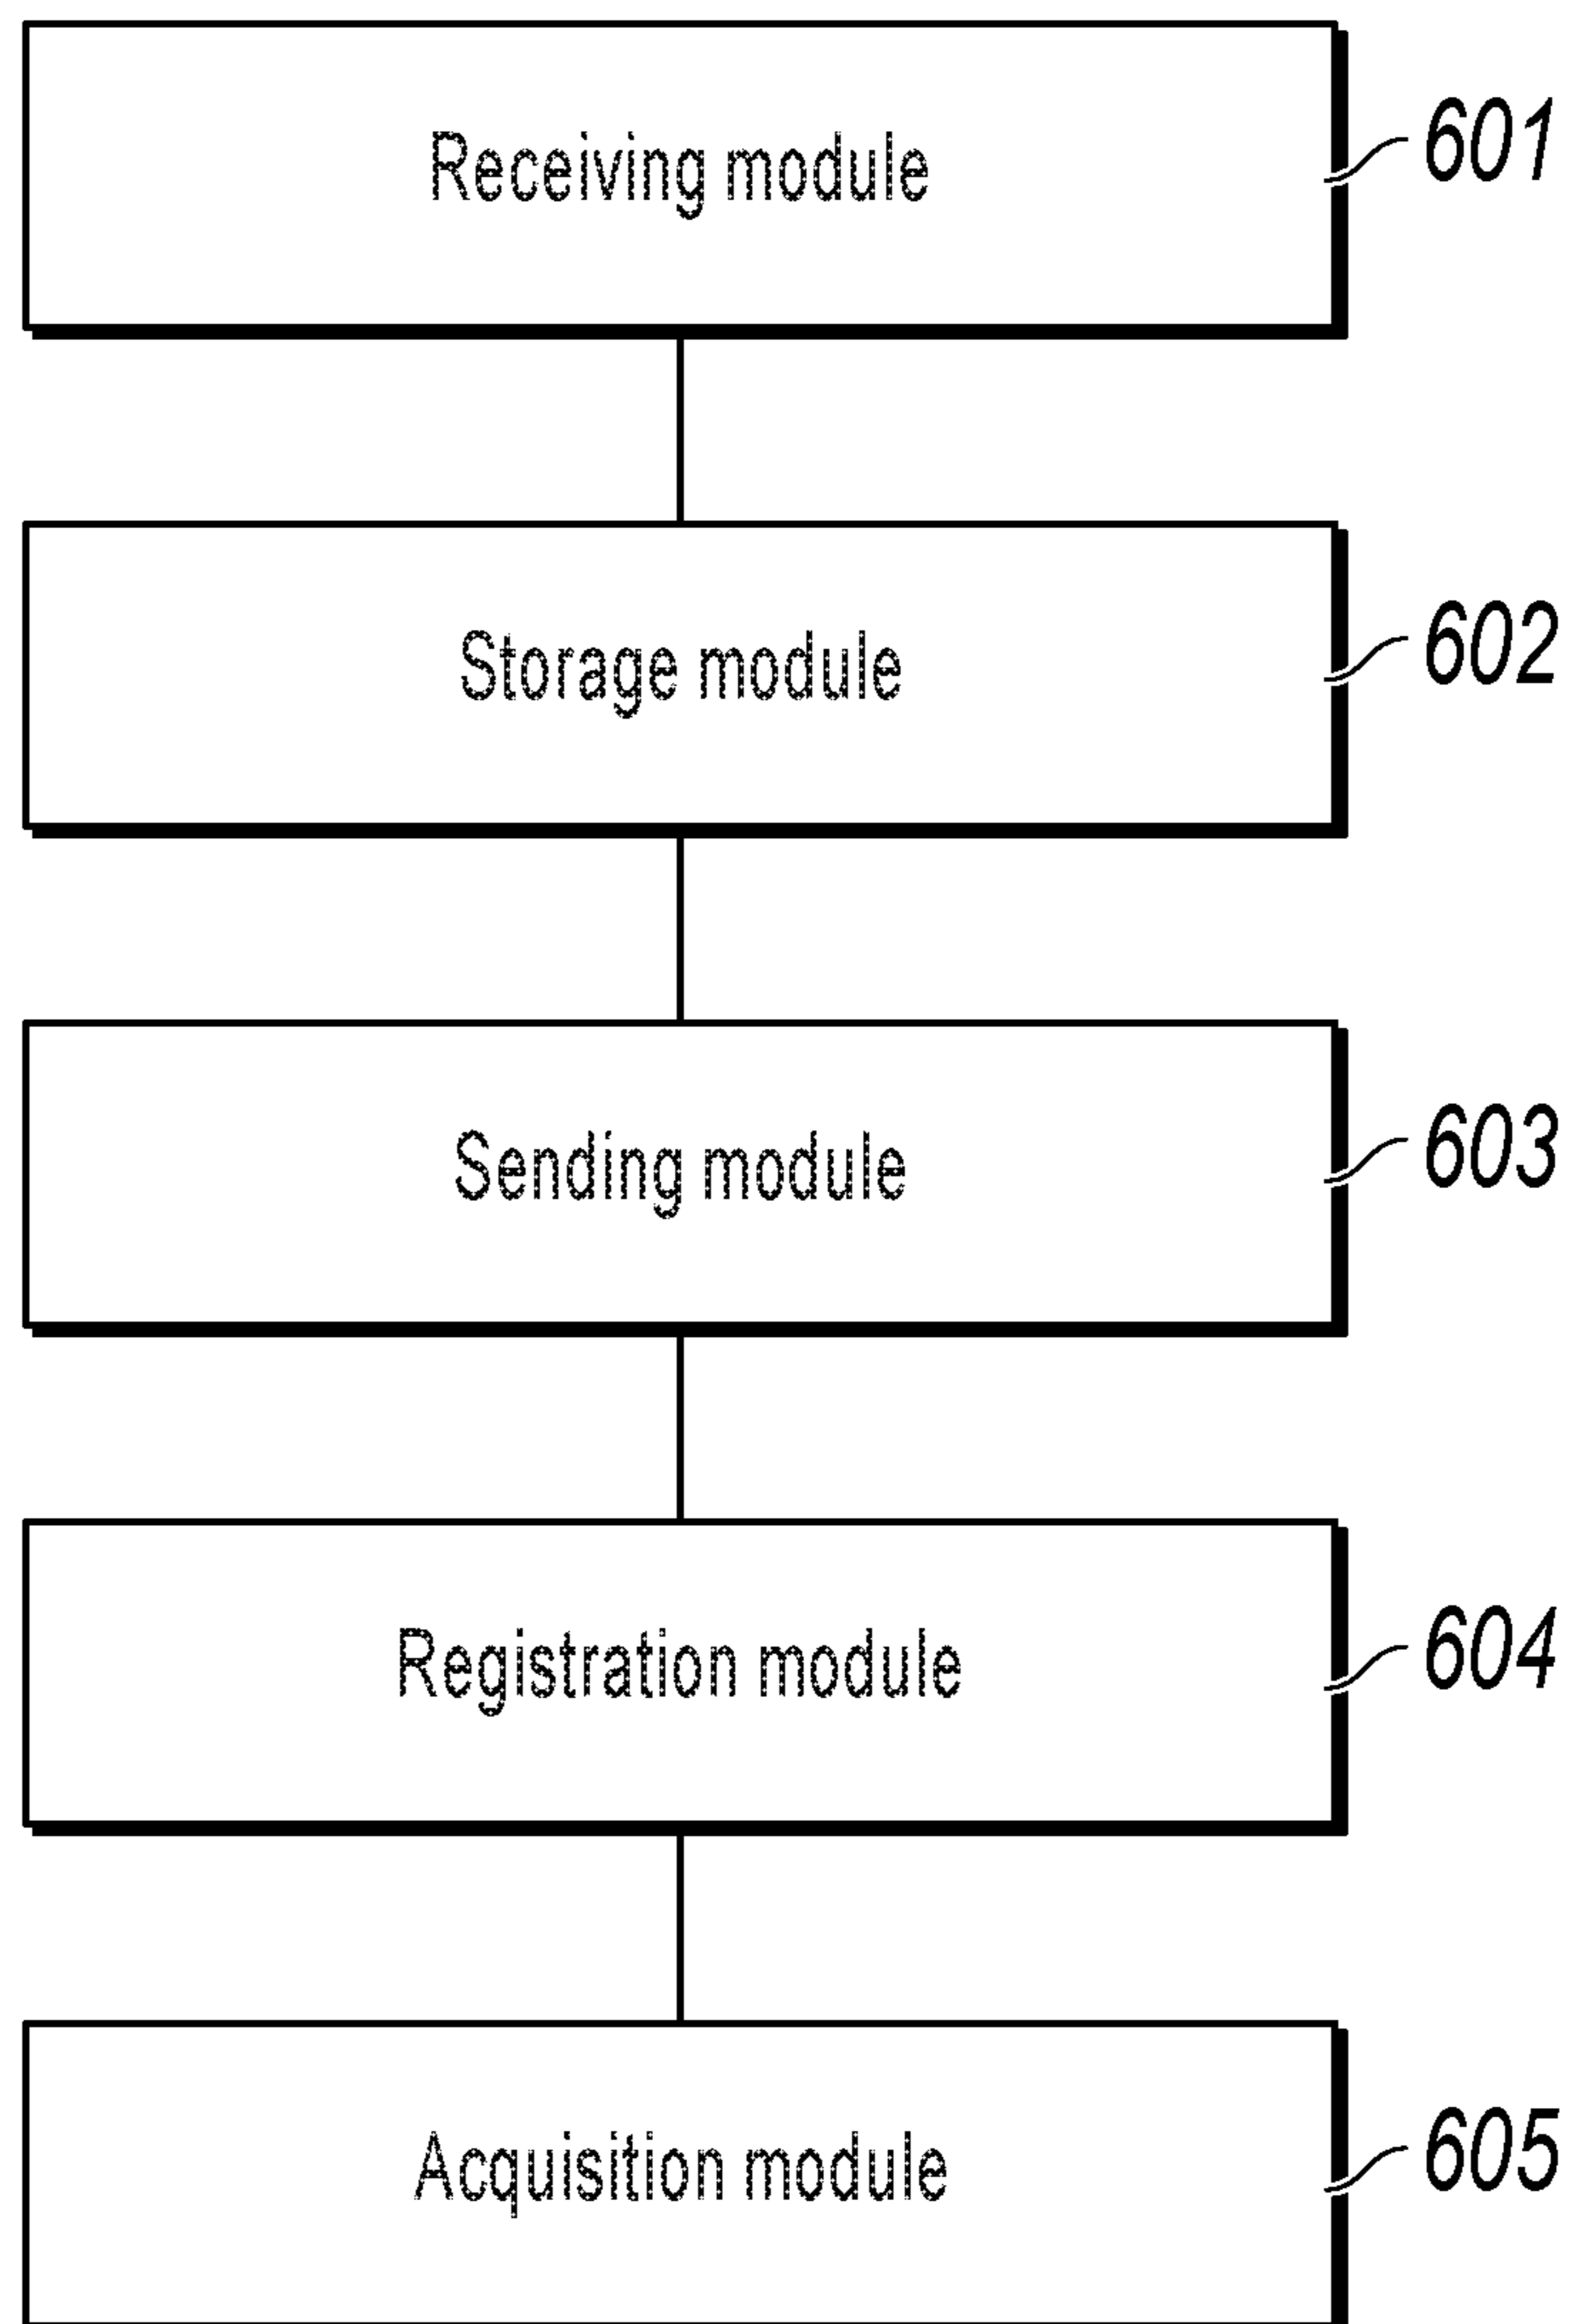 Receiving module 601
Storage module 602
Sending module 603
Registration module 604
Acquisition module 605